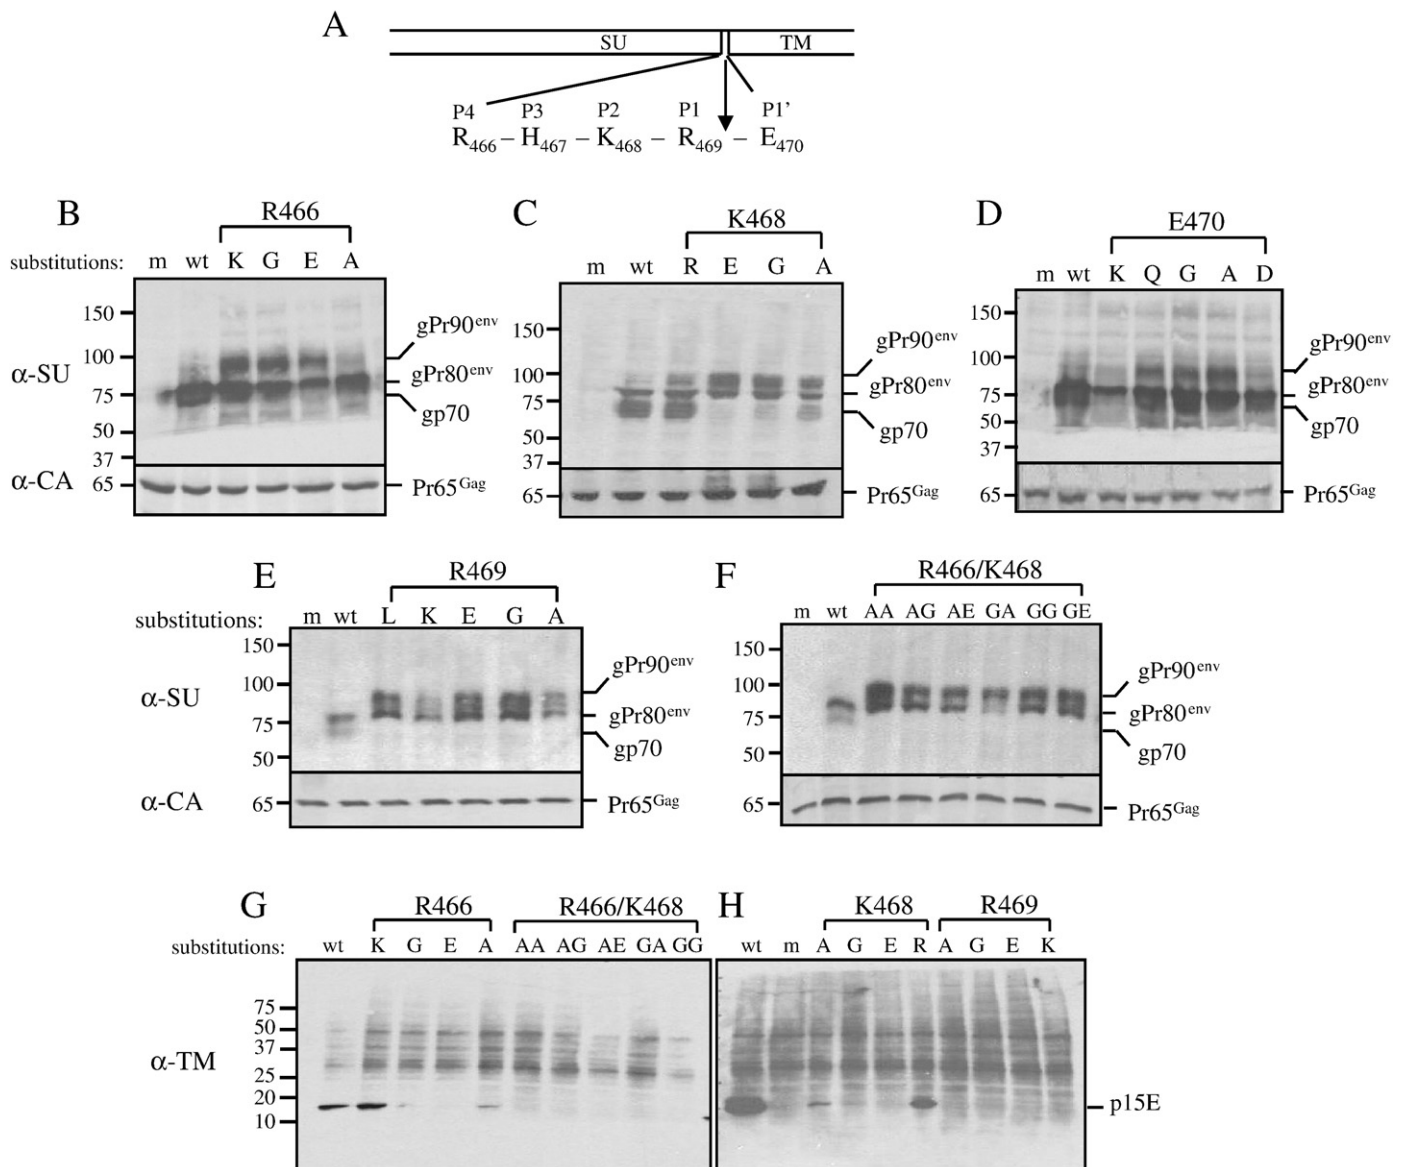 A
SU TM
P4 P3 P2 P1 P1’
R466 – H467 – K468 – R469 – E470
B
R466
substitutions: m wt K G E A
150
100
75
50
37
65
α-SU
α-CA
gPr90env
gPr80env
gp70
Pr65Gag
C
K468
m wt R E G A
150
100
75
50
37
65
gPr90env
gPr80env
gp70
Pr65Gag
D
E470
m wt K Q G A D
150
100
75
50
37
65
gPr90env
gPr80env
gp70
Pr65Gag
E
R469
substitutions: m wt L K E G A
150
100
75
50
65
α-SU
α-CA
gPr90env
gPr80env
gp70
Pr65Gag
F
R466/K468
m wt AA AG AE GA GG GE
150
100
75
50
65
gPr90env
gPr80env
gp70
Pr65Gag
G
R466 R466/K468
substitutions: wt K G E A AA AG AE GA GG
75
50
37
25
20
10
α-TM
H
K468 R469
wt m A G E R A G E K
p15E